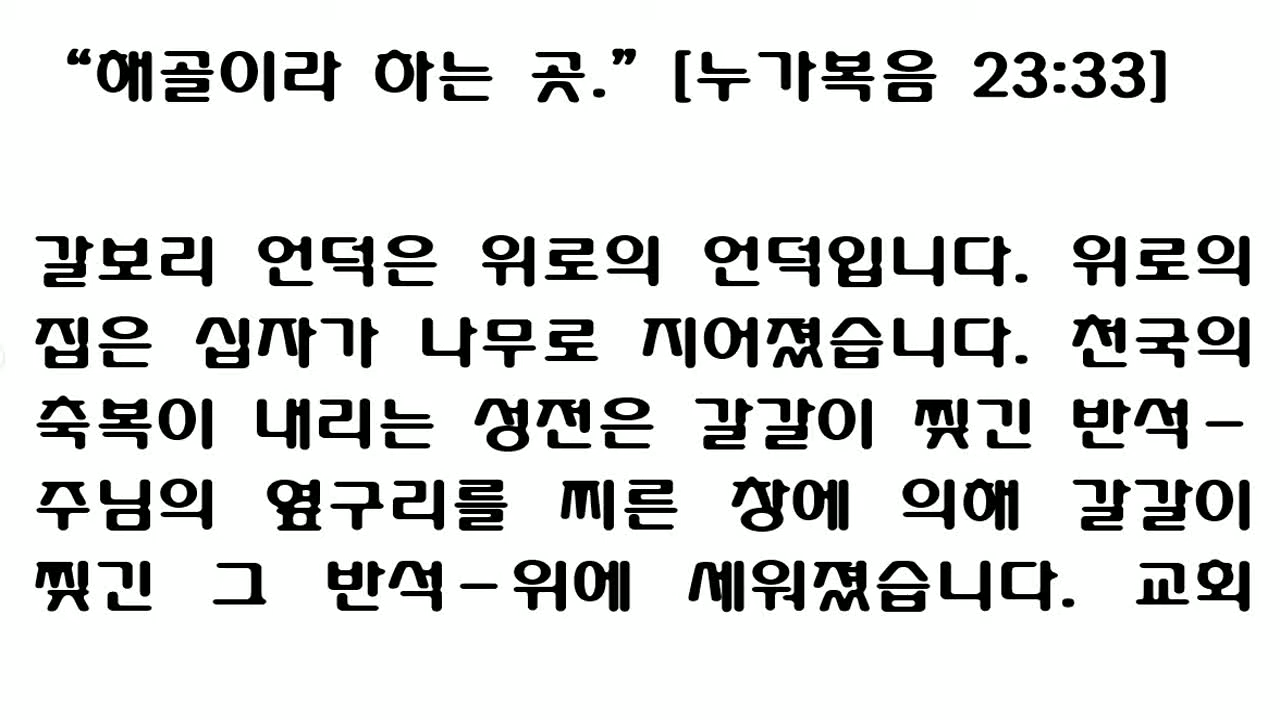 “해골이라 하는 곳.” [누가복음 23:33]
갈보리 언덕은 위로의 언덕입니다. 위로의
집은 십자가 나무로 지어졌습니다. 천국의
축복이 내리는 성전은 갈갈이 찢긴 반석-
주님의 옆구리를 찌른 창에 의해 갈갈이
찢긴 그 반석-위에 세워졌습니다. 교회